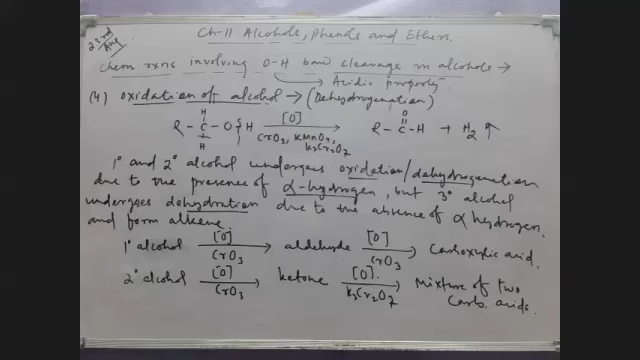 23rd Aug
Ch-11 Alcohols, Phenols and Ethers.
Chem rxns involving O-H bond cleavage in alcohols →
Acidic property.
(4) oxidation of alcohol → (Dehydrogenation)
H O
R-C-O H [O] R-C-H + H2 ↑
H CrO3, KMnO4,
K2Cr2O7
1° and 2° alcohol undergoes oxidation/dehydrogenation
due to the presence of α-hydrogen, but 3° alcohol
undergoes dehydration due to the absence of α hydrogen,
and form alkene.
1° alcohol [O] CrO3 → aldehyde [O] CrO3 → Carboxylic acid.
2° alcohol [O] CrO3 → ketone [O] K2Cr2O7 → Mixture of two
Carb. acids.